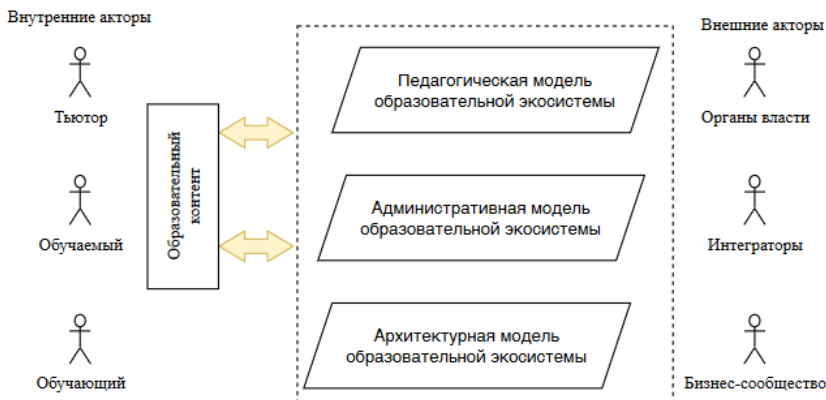 Внутренние акторы
Тьютор
Обучаемый
Обучающий
Образовательный
контент
Педагогическая модель
образовательной экосистемы
Административная модель
образовательной экосистемы
Архитектурная модель
образовательной экосистемы
Внешние акторы
Органы власти
Интеграторы
Бизнес-сообщество